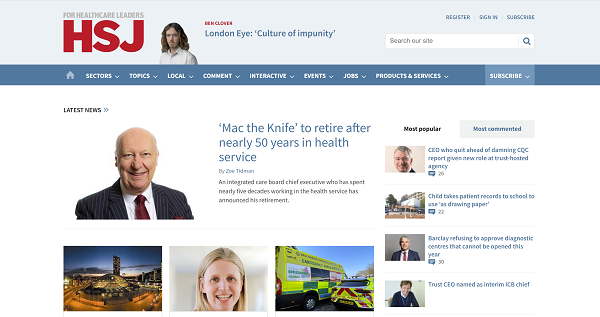 FOR HEALTHCARE LEADERS
HSJ
BEN CLOVER
London Eye: ‘Culture of impunity’
REGISTER SIGN IN SUBSCRIBE
Search our site
SECTORS TOPICS LOCAL COMMENT INTERACTIVE EVENTS JOBS PRODUCTS & SERVICES SUBSCRIBE
LATEST NEWS
‘Mac the Knife’ to retire after
nearly 50 years in health
service
By Zoe Tidman
An integrated care board chief executive who has spent
nearly five decades working in the health service has
announced his retirement.
Most popular Most commented
CEO who quit ahead of damning CQC
report given new role at trust-hosted
agency
26
Child takes patient records to school to
use ‘as drawing paper’
22
Barclay refusing to approve diagnostic
centres that cannot be opened this
year
30
Trust CEO named as interim ICB chief